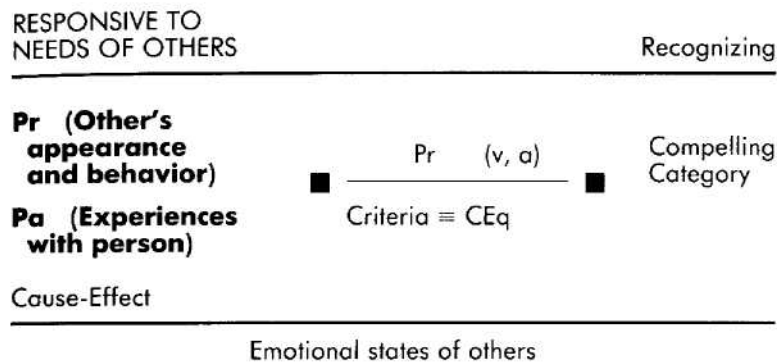 RESPONSIVE TO
NEEDS OF OTHERS
Recognizing
Pr (Other's
appearance
and behavior)
Pa (Experiences
with person)
Cause-Effect
Pr (v, a)
Criteria ≡ CEq
Compelling
Category
Emotional states of others